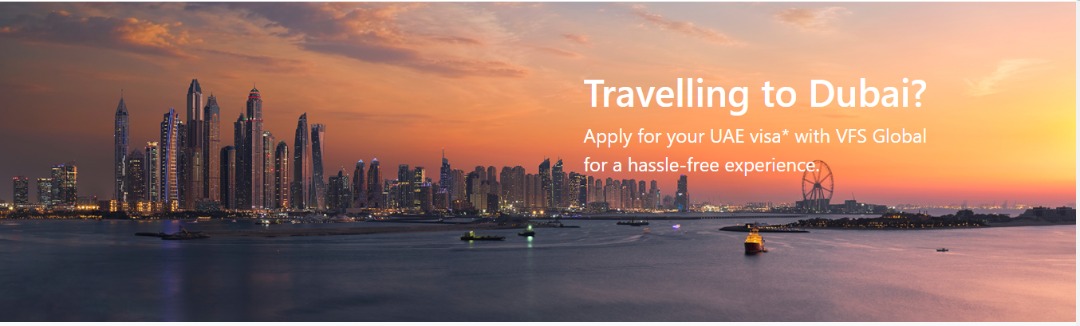 Travelling to Dubai?
Apply for your UAE visa* with VFS Global
for a hassle-free experience.